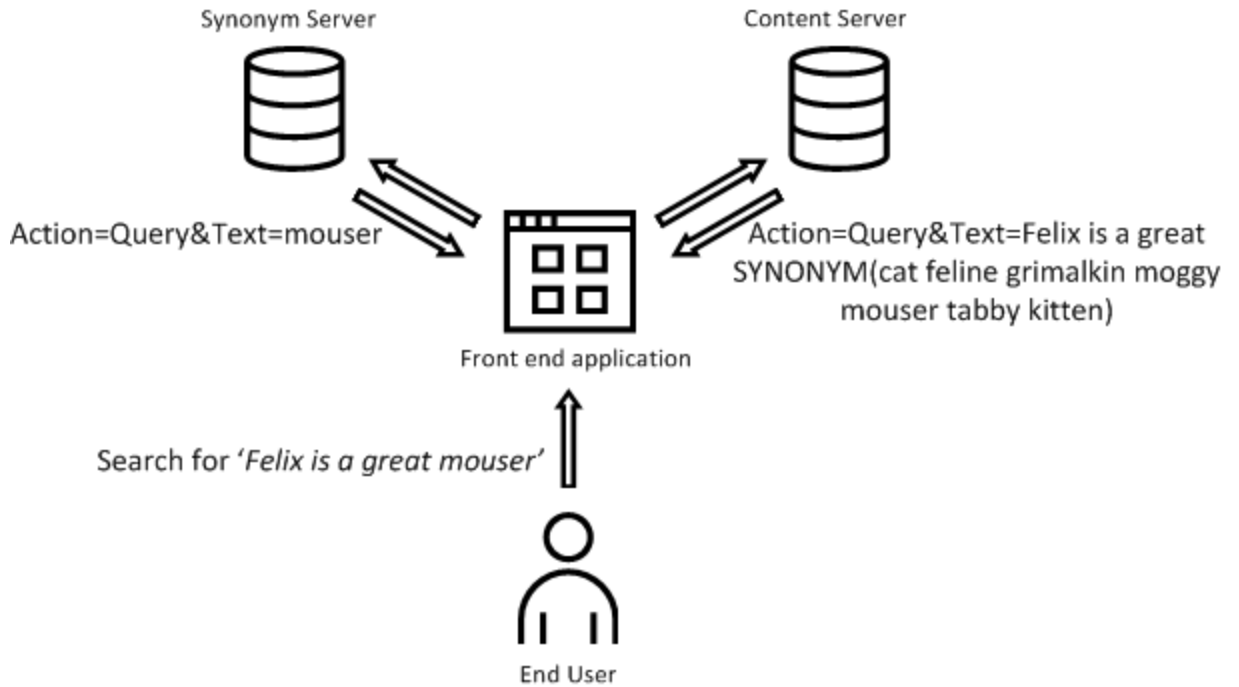 Synonym Server
Content Server
Action=Query&Text=mouser
Action=Query&Text=Felix is a great
SYNONYM(cat feline grimalkin moggy
mouser tabby kitten)
Front end application
Search for ‘Felix is a great mouser’
End User